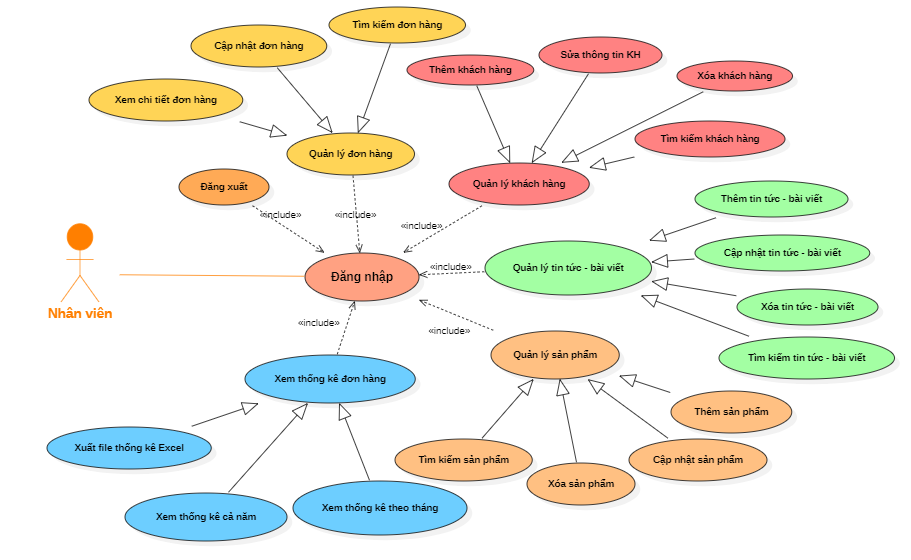 Tìm kiếm đơn hàng
Cập nhật đơn hàng
Sửa thông tin KH
Thêm khách hàng
Xóa khách hàng
Xem chi tiết đơn hàng
Tìm kiếm khách hàng
Quản lý đơn hàng
Quản lý khách hàng
Đăng xuất
Thêm tin tức - bài viết
«include»
«include»
«include»
Cập nhật tin tức - bài viết
Quản lý tin tức - bài viết
«include»
Đăng nhập
Xóa tin tức - bài viết
Nhân viên
«include»
«include»
Quản lý sản phẩm
Tìm kiếm tin tức - bài viết
Xem thống kê đơn hàng
Thêm sản phẩm
Xuất file thống kê Excel
Tìm kiếm sản phẩm
Cập nhật sản phẩm
Xóa sản phẩm
Xem thống kê theo tháng
Xem thống kê cả năm